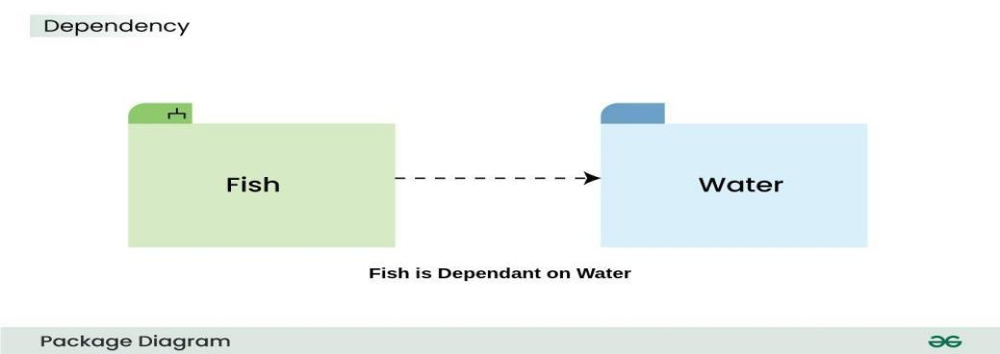 Dependency
Fish
Water
Fish is Dependant on Water
Package Diagram